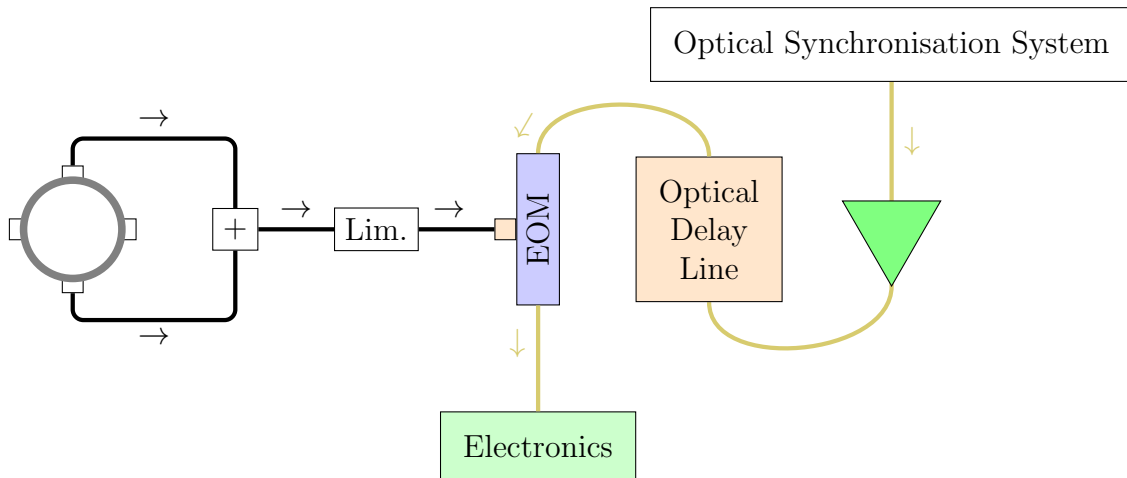 Optical Synchronisation System
+
Lim.
EOM
Optical
Delay
Line
Electronics